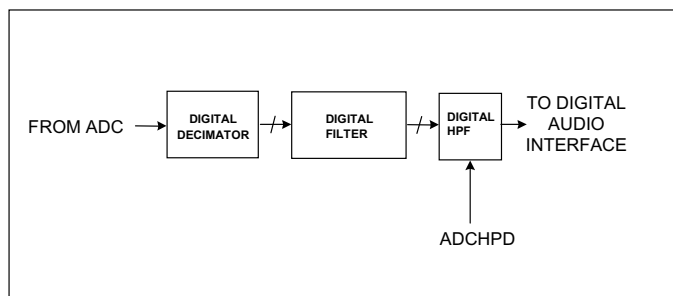 FROM ADC
DIGITAL
DECIMATOR
DIGITAL
FILTER
DIGITAL
HPF
TO DIGITAL
AUDIO
INTERFACE
ADCHPD